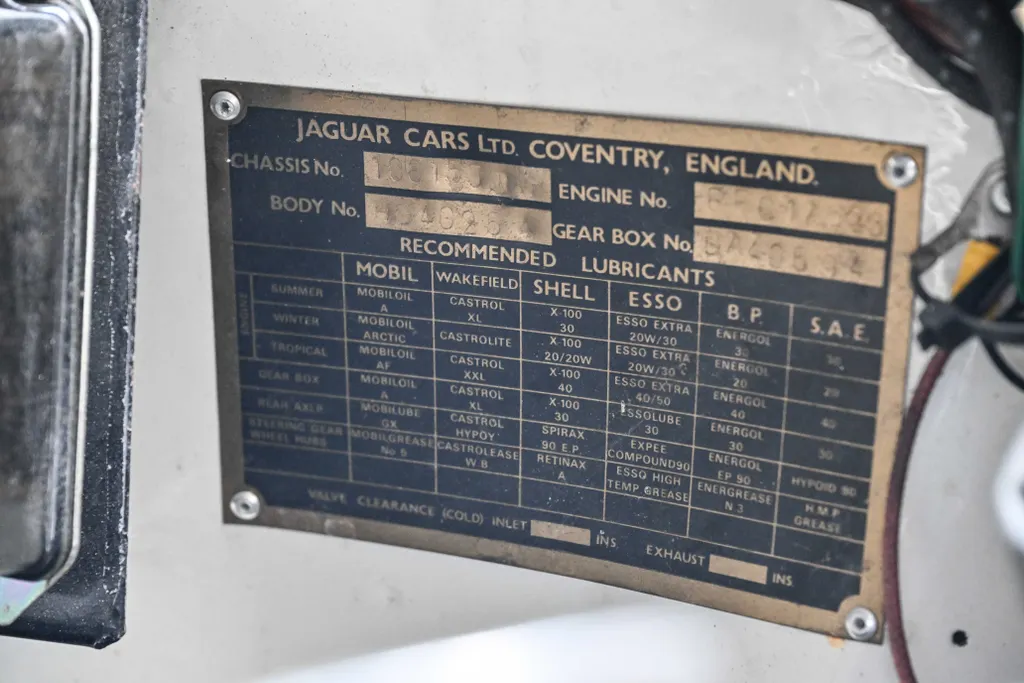 JAGUAR CARS LTD. COVENTRY, ENGLAND.
CHASSIS No. ENGINE No.
BODY No. GEAR BOX No.
RECOMMENDED LUBRICANTS
MOBIL WAKEFIELD SHELL ESSO B.P. S.A.E.
ENGINE
SUMMER MOBILOIL A CASTROL XL X-100 30 ESSO EXTRA 20W/30 ENERGOL 30 30
WINTER MOBILOIL ARCTIC CASTROLITE X-100 20/20W ESSO EXTRA 20W/30 ENERGOL 20 20
TROPICAL MOBILOIL AF CASTROL XXL X-100 40 ESSO EXTRA 40/50 ENERGOL 40 40
GEAR BOX MOBILOIL A CASTROL XL X-100 30 ESSOLUBE 30 ENERGOL 30 30
REAR AXLE MOBILUBE GX CASTROL HYPOY SPIRAX 90 E.P. EXPEE COMPOUND90 ENERGOL EP 90 HYPOID 90
STEERING GEAR WHEEL HUBS MOBILGREASE No 5 CASTROLEASE W B RETINAX A ESSO HIGH TEMP GREASE ENERGREASE N 3 H.M.P GREASE
VALVE CLEARANCE (COLD) INLET INS. EXHAUST INS.